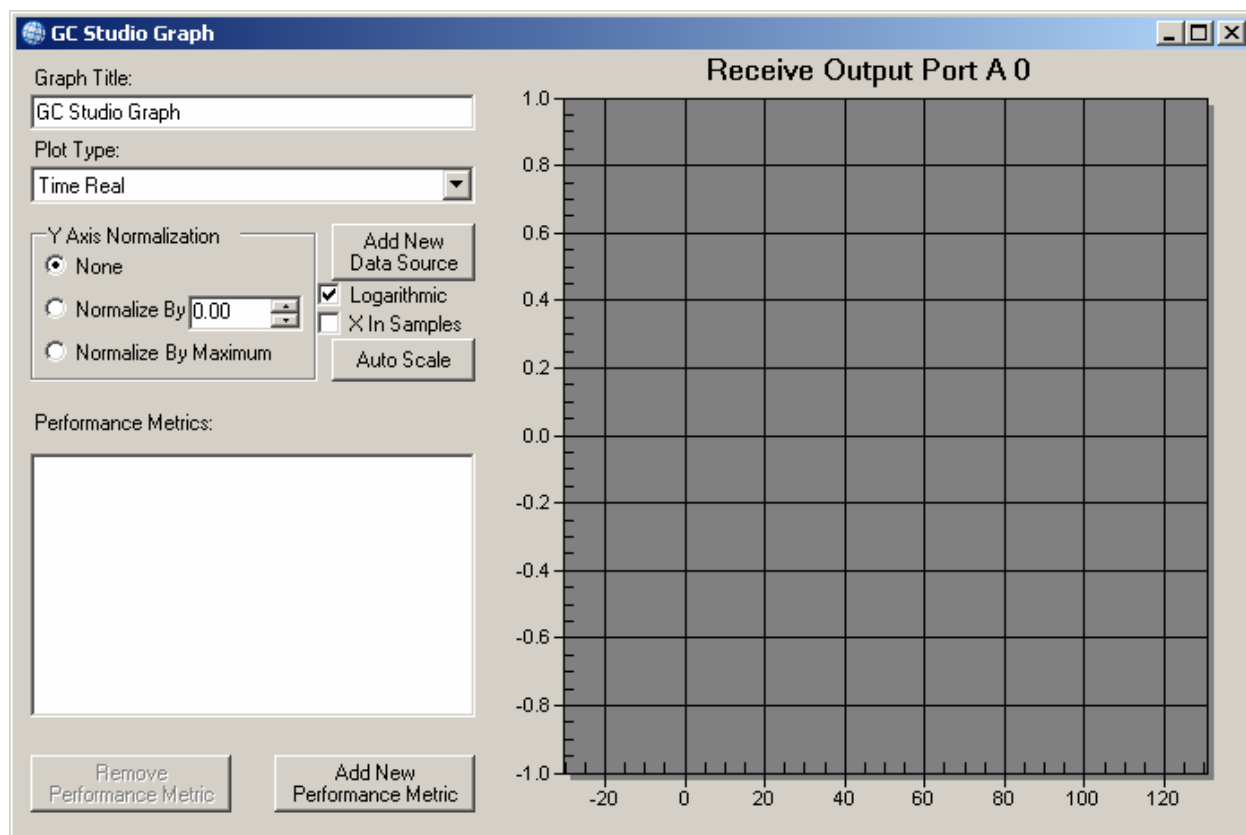 GC Studio Graph
Graph Title:
GC Studio Graph
Plot Type:
Time Real
Y Axis Normalization
None
Normalize By 0.00
Normalize By Maximum
Add New
Data Source
Logarithmic
X In Samples
Auto Scale
Performance Metrics:
Remove
Performance Metric
Add New
Performance Metric
Receive Output Port A 0
1.0
0.8
0.6
0.4
0.2
0.0
-0.2
-0.4
-0.6
-0.8
-1.0
-20 0 20 40 60 80 100 120